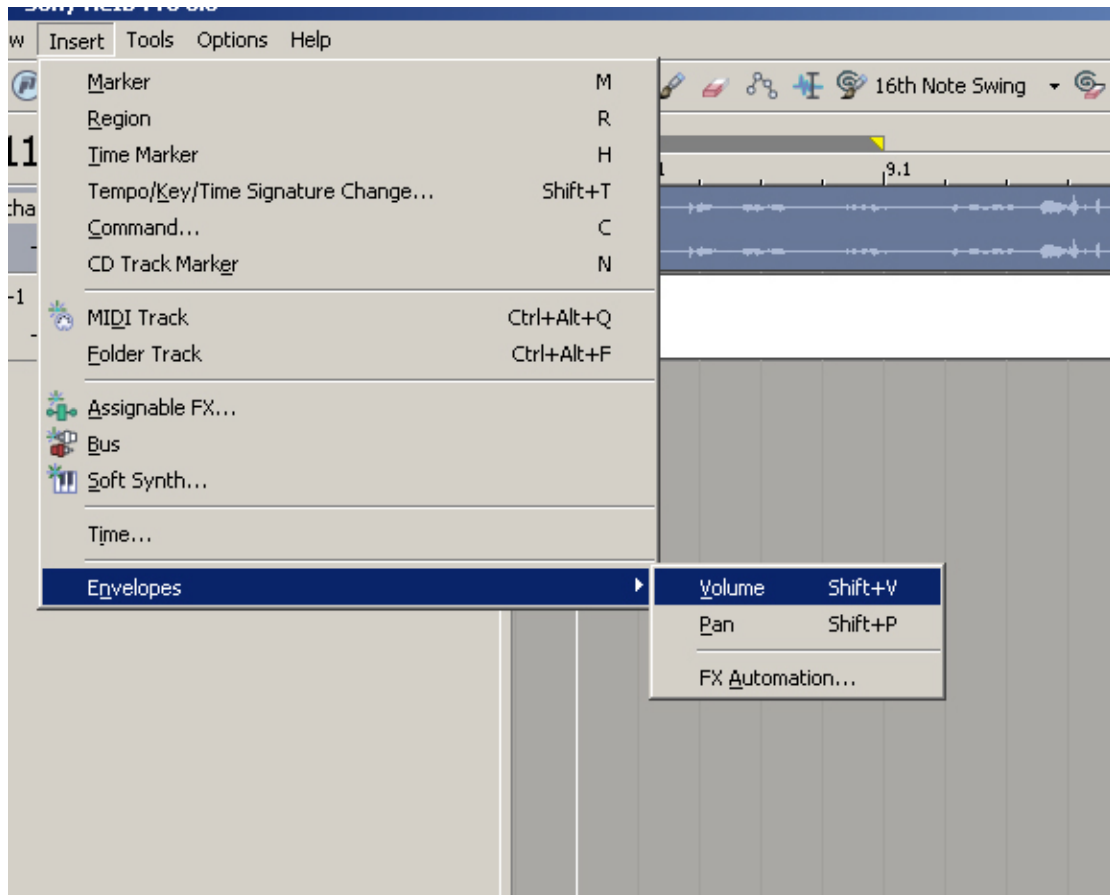 w Insert Tools Options Help
Marker M
Region R
Time Marker H
Tempo/Key/Time Signature Change... Shift+T
Command... C
CD Track Marker N
MIDI Track Ctrl+Alt+Q
Folder Track Ctrl+Alt+F
Assignable FX...
Bus
Soft Synth...
Time...
Envelopes
Volume Shift+V
Pan Shift+P
FX Automation...
16th Note Swing
11
9.1
-1